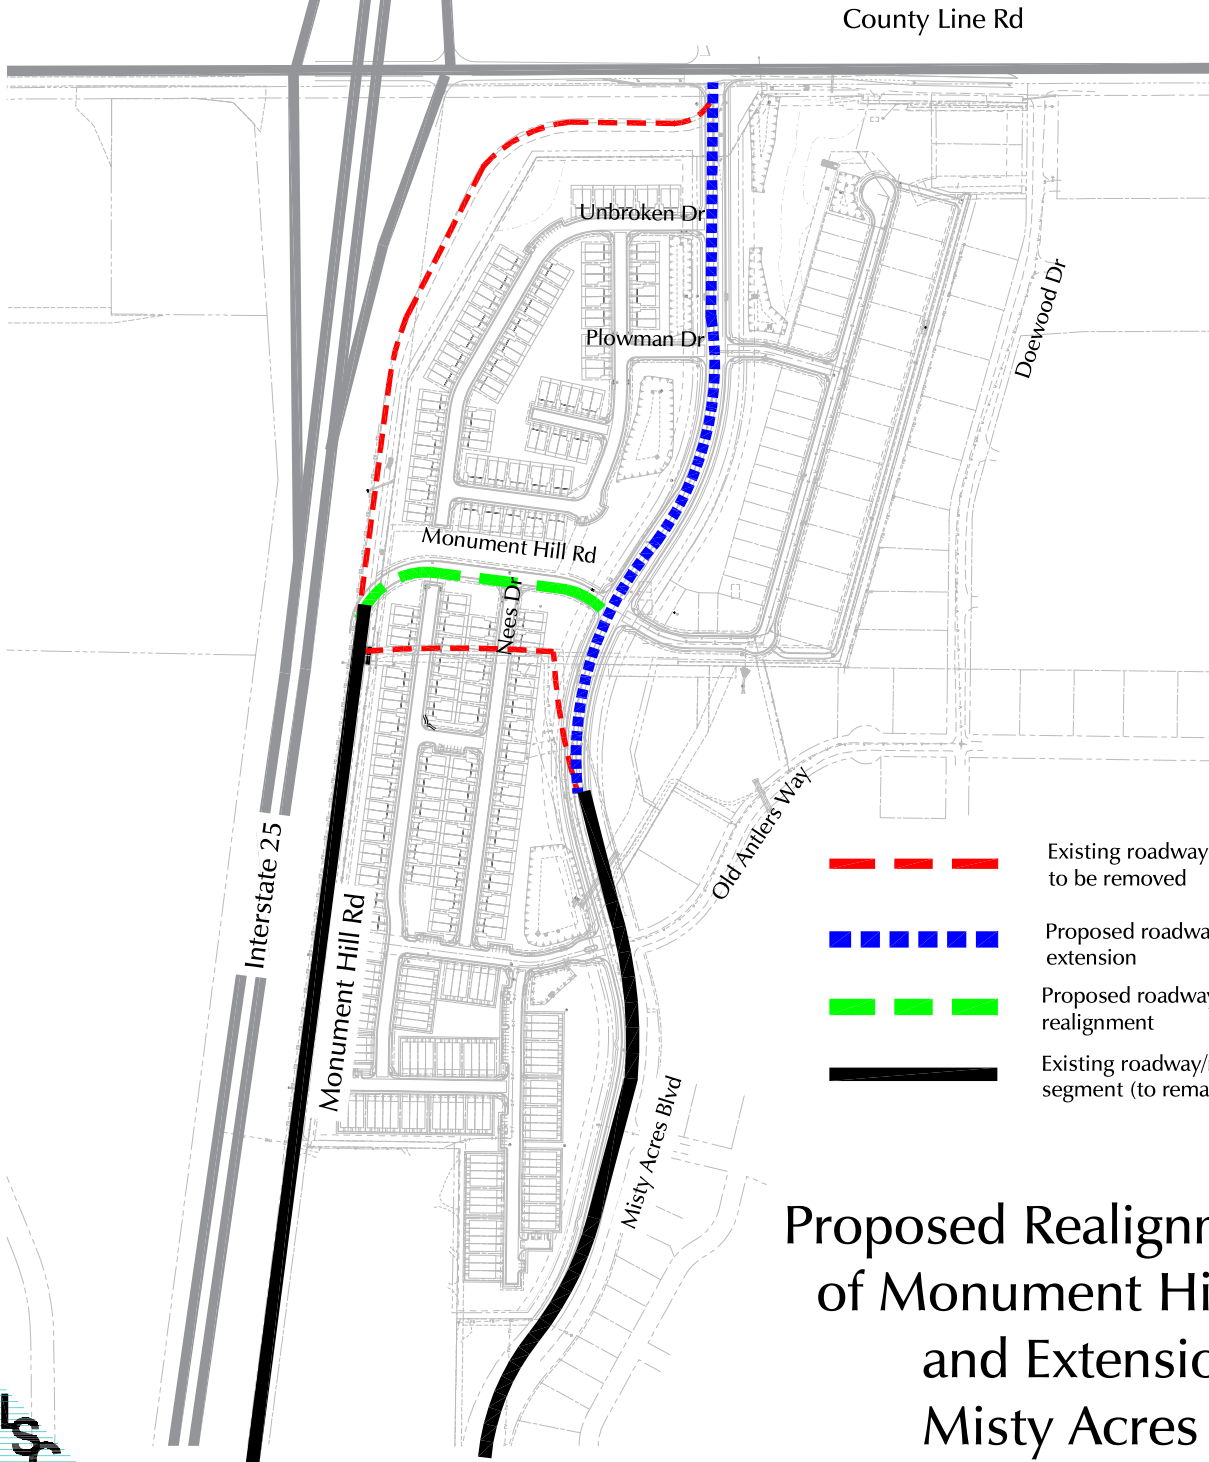 County Line Rd
Unbroken Dr
Plowman Dr
Doewood Dr
Monument Hill Rd
Nees Dr
Old Antlers Way
Interstate 25
Monument Hill Rd
Misty Acres Blvd
Existing roadway
to be removed
Proposed roadwa
extension
Proposed roadway
realignment
Existing roadway/
segment (to rema
Proposed Realignm
of Monument Hi
and Extensio
Misty Acres
LSC